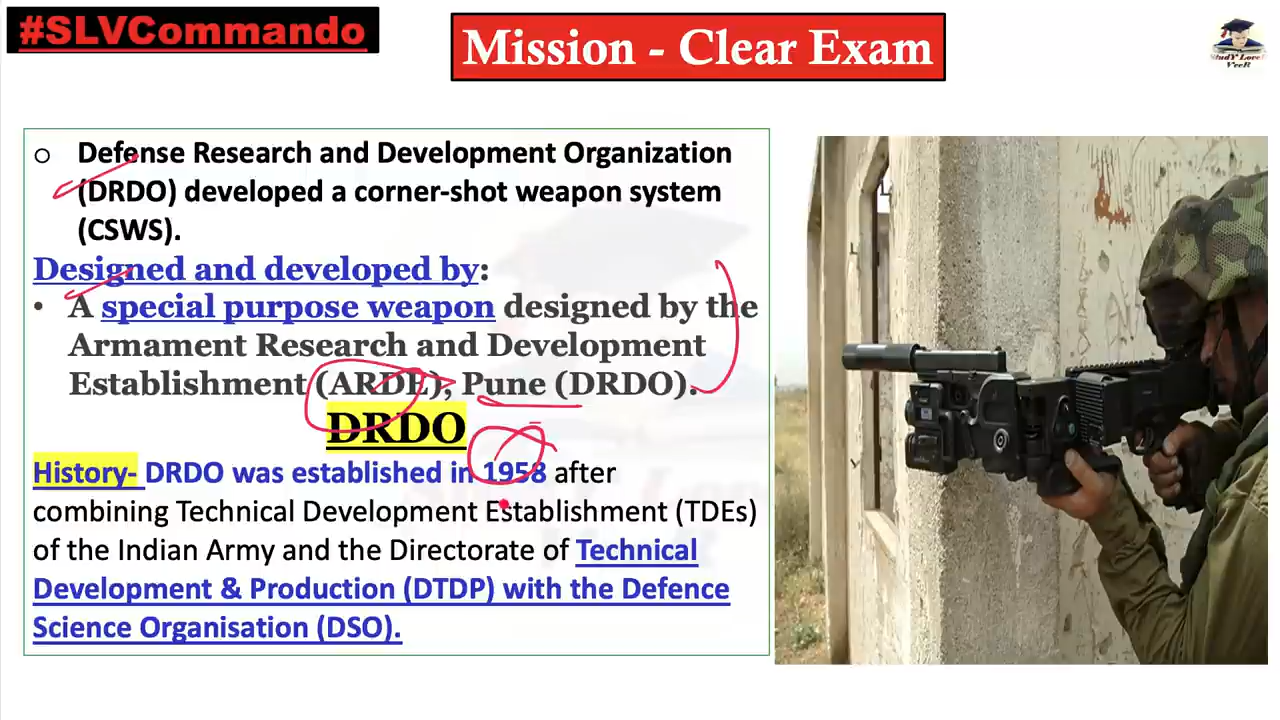 #SLVCommando
Mission - Clear Exam
StudY LoveR
VeeR
o Defense Research and Development Organization
(DRDO) developed a corner-shot weapon system
(CSWS).
Designed and developed by:
• A special purpose weapon designed by the
Armament Research and Development
Establishment (ARDE), Pune (DRDO).
DRDO
History- DRDO was established in 1958 after
combining Technical Development Establishment (TDEs)
of the Indian Army and the Directorate of Technical
Development & Production (DTDP) with the Defence
Science Organisation (DSO).